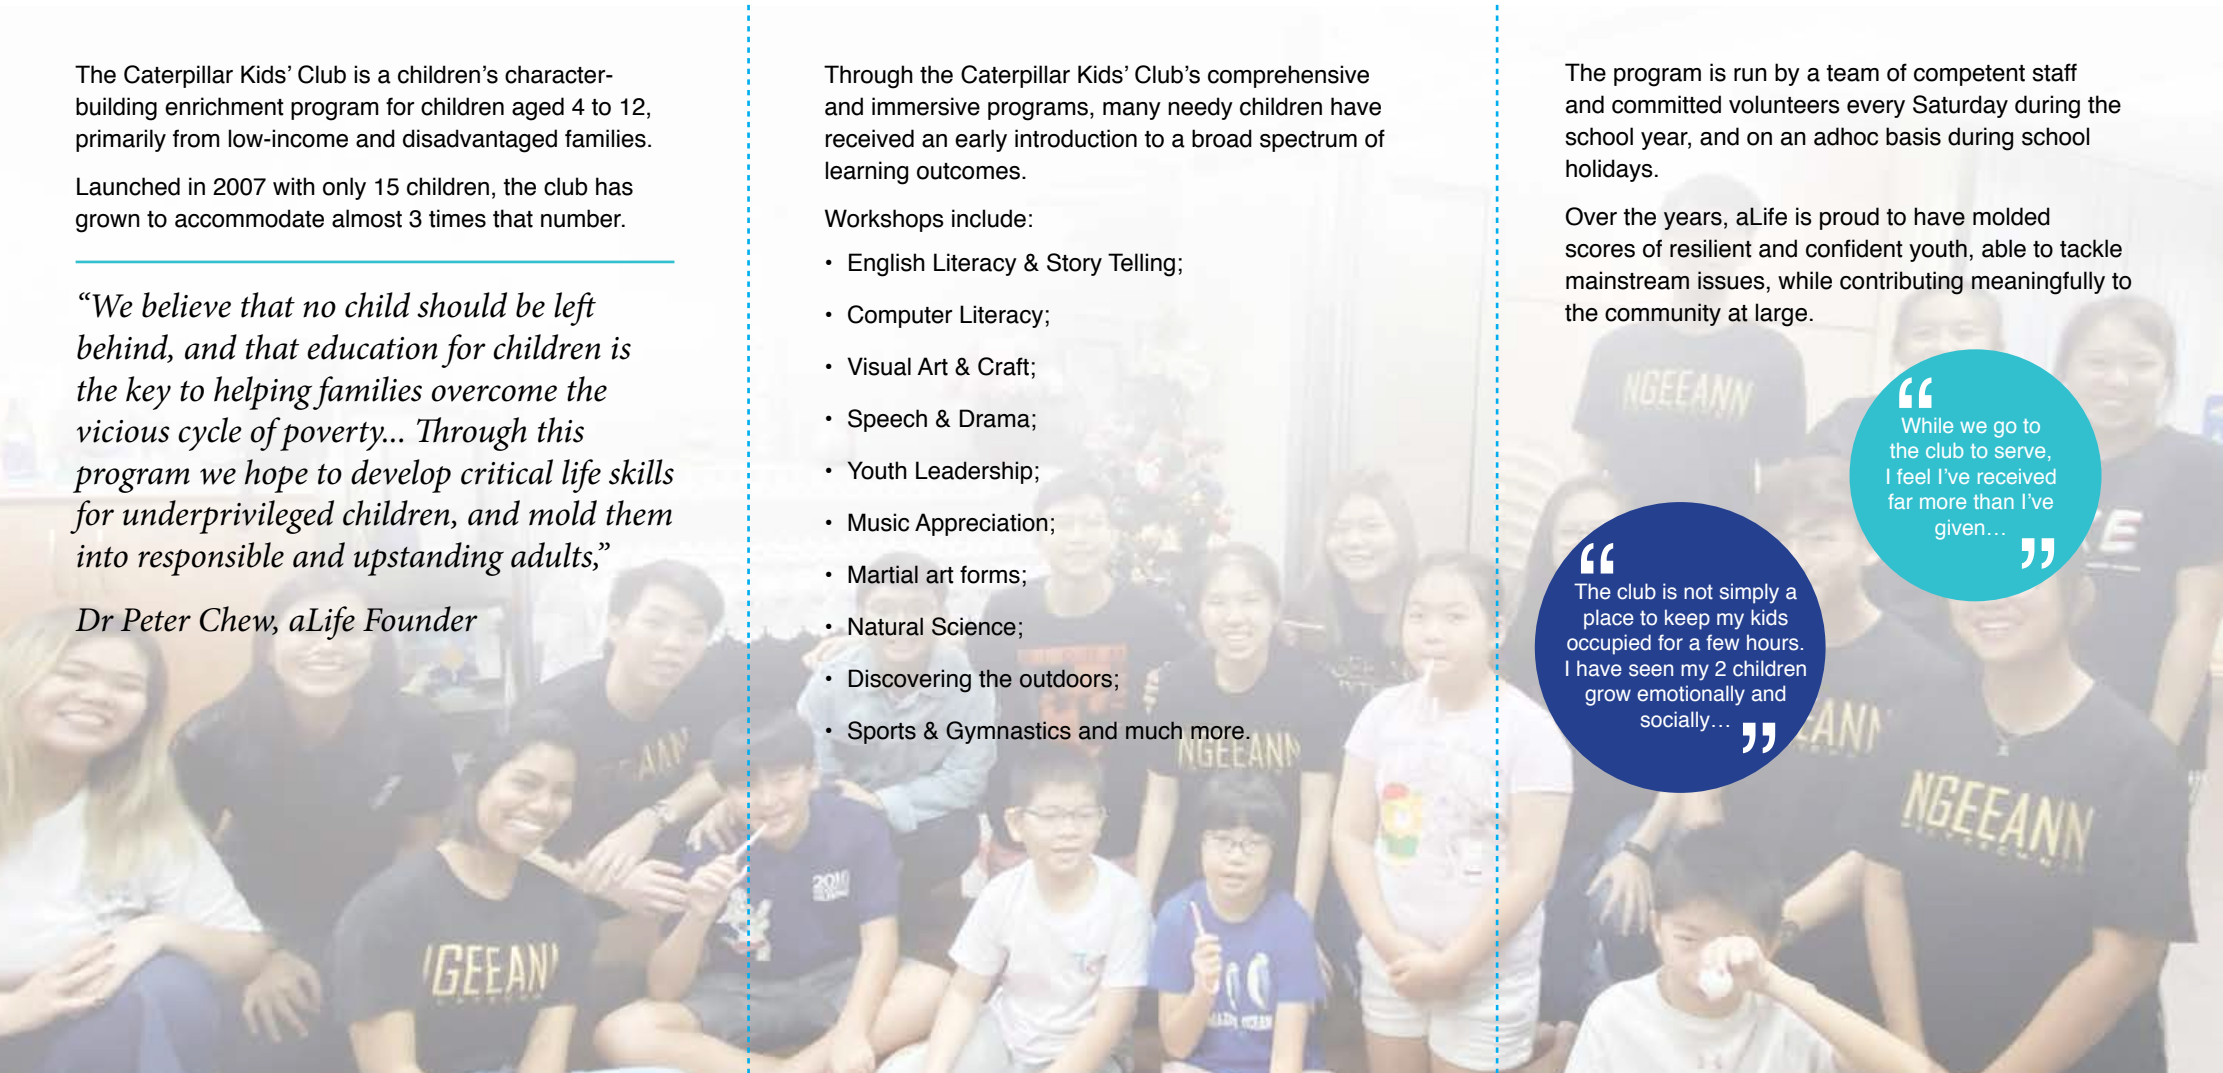 The Caterpillar Kids’ Club is a children’s character-
building enrichment program for children aged 4 to 12,
primarily from low-income and disadvantaged families.
Launched in 2007 with only 15 children, the club has
grown to accommodate almost 3 times that number.
“We believe that no child should be left
behind, and that education for children is
the key to helping families overcome the
vicious cycle of poverty... Through this
program we hope to develop critical life skills
for underprivileged children, and mold them
into responsible and upstanding adults,”
Dr Peter Chew, aLife Founder
Through the Caterpillar Kids’ Club’s comprehensive
and immersive programs, many needy children have
received an early introduction to a broad spectrum of
learning outcomes.
Workshops include:
• English Literacy & Story Telling;
• Computer Literacy;
• Visual Art & Craft;
• Speech & Drama;
• Youth Leadership;
• Music Appreciation;
• Martial art forms;
• Natural Science;
• Discovering the outdoors;
• Sports & Gymnastics and much more.
The program is run by a team of competent staff
and committed volunteers every Saturday during the
school year, and on an adhoc basis during school
holidays.
Over the years, aLife is proud to have molded
scores of resilient and confident youth, able to tackle
mainstream issues, while contributing meaningfully to
the community at large.
“
While we go to
the club to serve,
I feel I’ve received
far more than I’ve
given…
”
“
The club is not simply a
place to keep my kids
occupied for a few hours.
I have seen my 2 children
grow emotionally and
socially…
”
NGEEANN
NGEEANN
NGEEANN